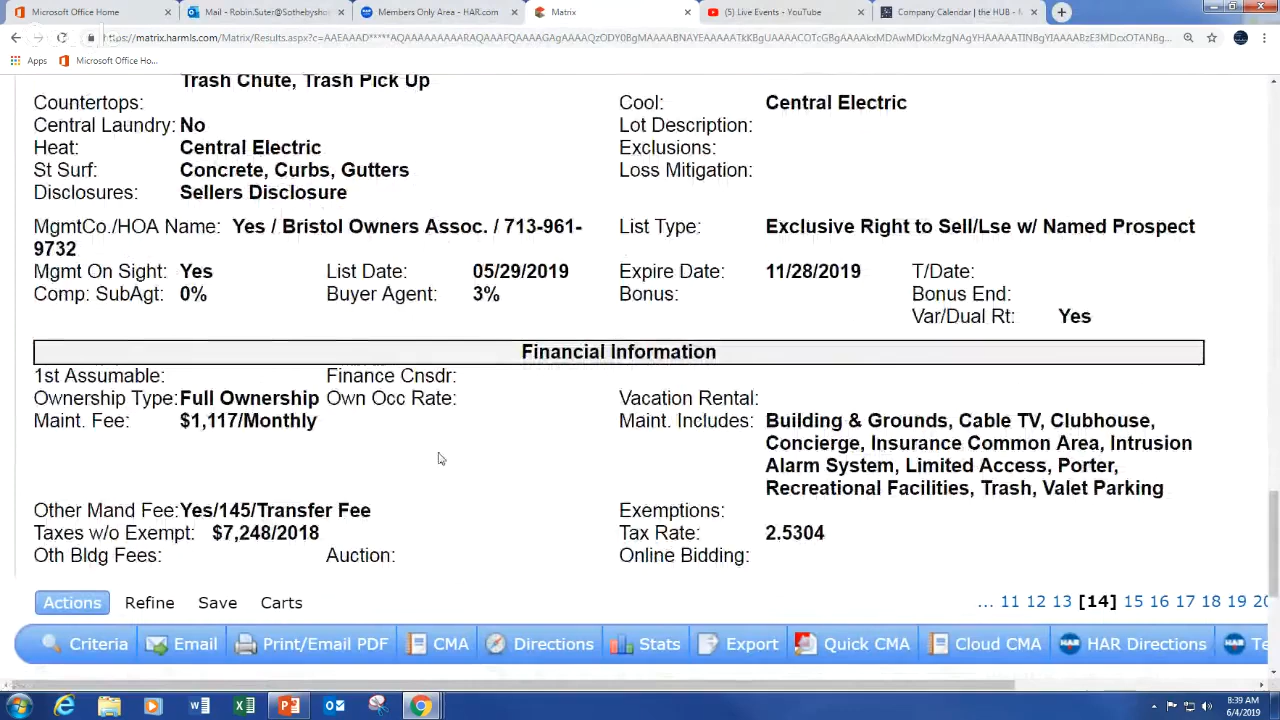 Microsoft Office Home
Mail - Robin.Suter@Sothebyshor
Members Only Area - HAR.com
Matrix
(5) Live Events - YouTube
Company Calendar | the HUB - M
Apps
Microsoft Office Ho...
Trash Chute, Trash Pick Up
Countertops: Cool: Central Electric
Central Laundry: No Lot Description:
Heat: Central Electric Exclusions:
St Surf: Concrete, Curbs, Gutters Loss Mitigation:
Disclosures: Sellers Disclosure
MgmtCo./HOA Name: Yes / Bristol Owners Assoc. / 713-961- List Type: Exclusive Right to Sell/Lse w/ Named Prospect
9732
Mgmt On Sight: Yes List Date: 05/29/2019 Expire Date: 11/28/2019 T/Date:
Comp: SubAgt: 0% Buyer Agent: 3% Bonus: Bonus End:
Var/Dual Rt: Yes
Financial Information
1st Assumable: Finance Cnsdr:
Ownership Type: Full Ownership Own Occ Rate: Vacation Rental:
Maint. Fee: $1,117/Monthly Maint. Includes: Building & Grounds, Cable TV, Clubhouse,
Concierge, Insurance Common Area, Intrusion
Alarm System, Limited Access, Porter,
Recreational Facilities, Trash, Valet Parking
Other Mand Fee: Yes/145/Transfer Fee Exemptions:
Taxes w/o Exempt: $7,248/2018 Tax Rate: 2.5304
Oth Bldg Fees: Auction: Online Bidding:
Actions Refine Save Carts ... 11 12 13 [14] 15 16 17 18 19 20
Criteria Email Print/Email PDF CMA Directions Stats Export Quick CMA Cloud CMA HAR Directions Te
8:39 AM
6/4/2019